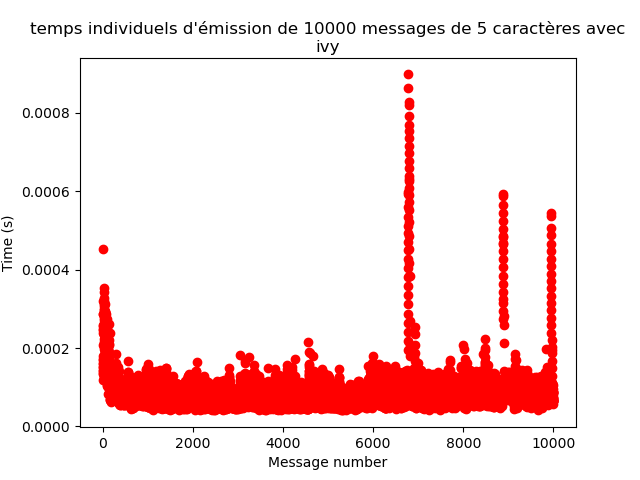 temps individuels d'émission de 10000 messages de 5 caractères avec
ivy
0.0008
0.0006
0.0004
0.0002
0.0000
Time (s)
0 2000 4000 6000 8000 10000
Message number